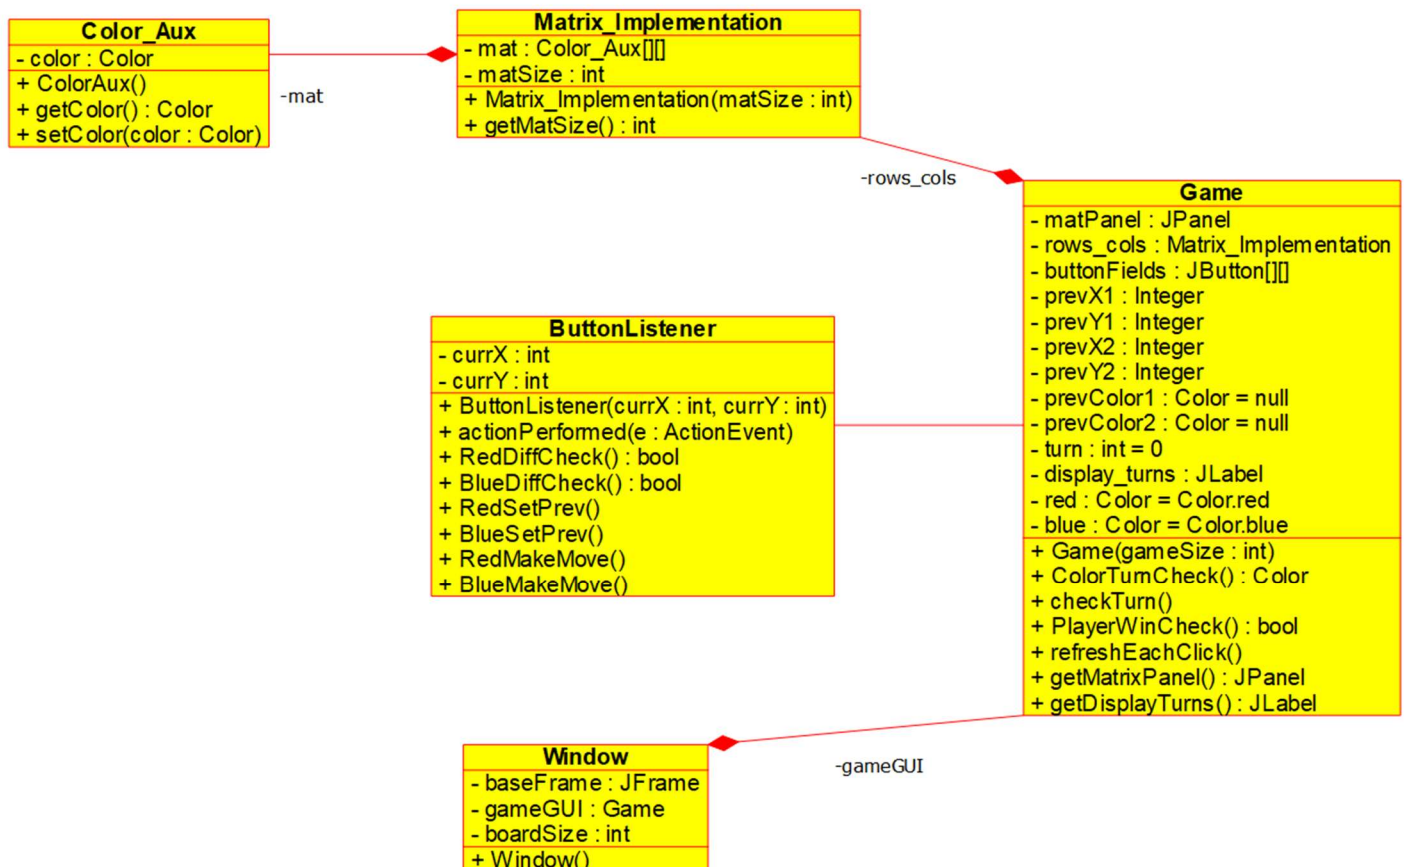 Color_Aux
- color : Color
+ ColorAux()
+ getColor() : Color
+ setColor(color : Color)
-mat
Matrix_Implementation
- mat : Color_Aux[][]
- matSize : int
+ Matrix_Implementation(matSize : int)
+ getMatSize() : int
-rows_cols
Game
- matPanel : JPanel
- rows_cols : Matrix_Implementation
- buttonFields : JButton[][]
- prevX1 : Integer
- prevY1 : Integer
- prevX2 : Integer
- prevY2 : Integer
- prevColor1 : Color = null
- prevColor2 : Color = null
- turn : int = 0
- display_turns : JLabel
- red : Color = Color.red
- blue : Color = Color.blue
+ Game(gameSize : int)
+ ColorTurnCheck() : Color
+ checkTurn()
+ PlayerWinCheck() : bool
+ refreshEachClick()
+ getMatrixPanel() : JPanel
+ getDisplayTurns() : JLabel
ButtonListener
- currX : int
- currY : int
+ ButtonListener(currX : int, currY : int)
+ actionPerformed(e : ActionEvent)
+ RedDiffCheck() : bool
+ BlueDiffCheck() : bool
+ RedSetPrev()
+ BlueSetPrev()
+ RedMakeMove()
+ BlueMakeMove()
-gameGUI
Window
- baseFrame : JFrame
- gameGUI : Game
- boardSize : int
+ Window()